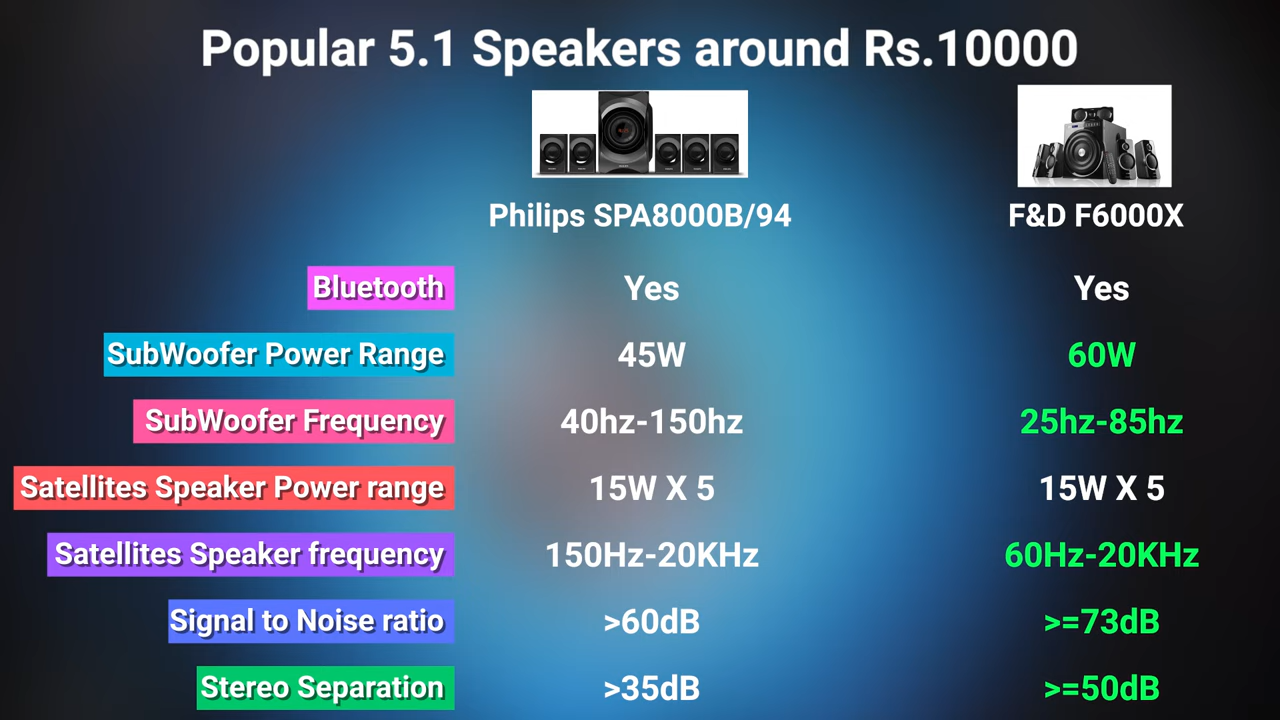 Popular 5.1 Speakers around Rs.10000
Philips SPA8000B/94 F&D F6000X
Bluetooth Yes Yes
SubWoofer Power Range 45W 60W
SubWoofer Frequency 40hz-150hz 25hz-85hz
Satellites Speaker Power range 15W X 5 15W X 5
Satellites Speaker frequency 150Hz-20KHz 60Hz-20KHz
Signal to Noise ratio >60dB >=73dB
Stereo Separation >35dB >=50dB